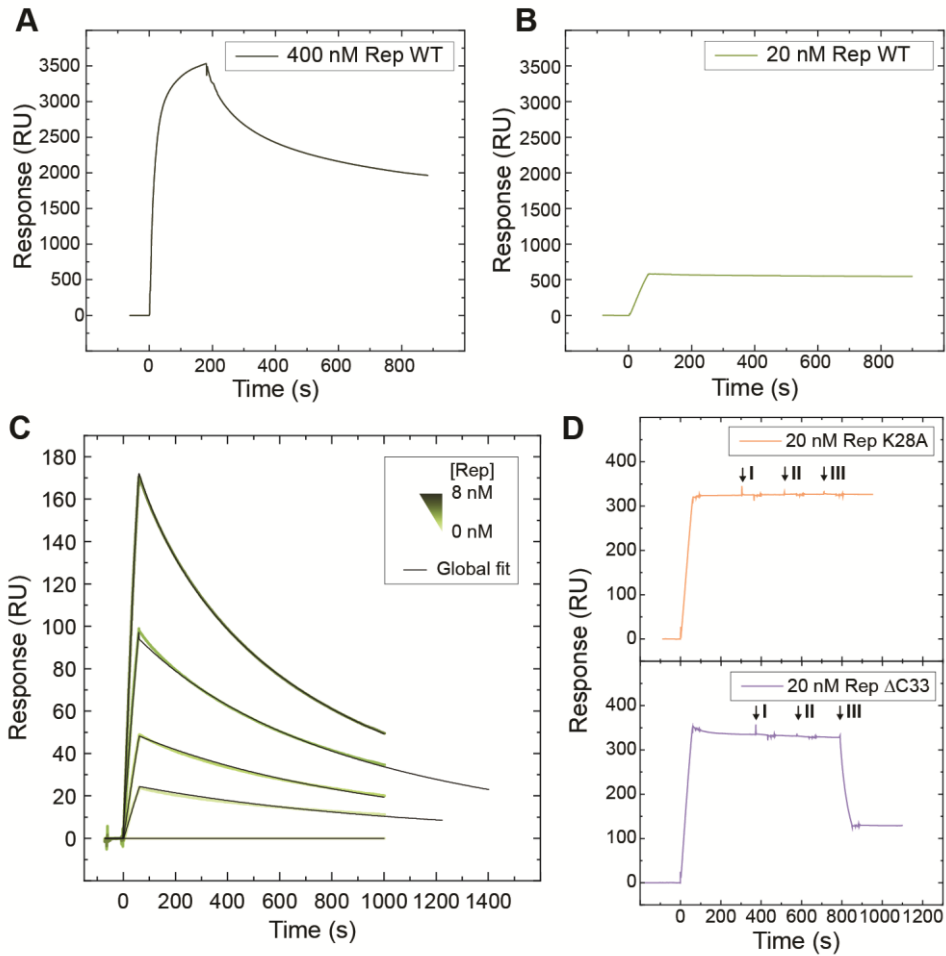 A
400 nM Rep WT
3500
3000
2500
2000
1500
1000
500
0
Response (RU)
0 200 400 600 800
Time (s)
B
20 nM Rep WT
3500
3000
2500
2000
1500
1000
500
0
Response (RU)
0 200 400 600 800
Time (s)
C
[Rep]
8 nM
0 nM
Global fit
180
160
140
120
100
80
60
40
20
0
Response (RU)
0 200 400 600 800 1000 1200 1400
Time (s)
D
20 nM Rep K28A
I II III
400
300
200
100
0
20 nM Rep ΔC33
I II III
400
300
200
100
0
Response (RU)
0 200 400 600 800 1000 1200
Time (s)